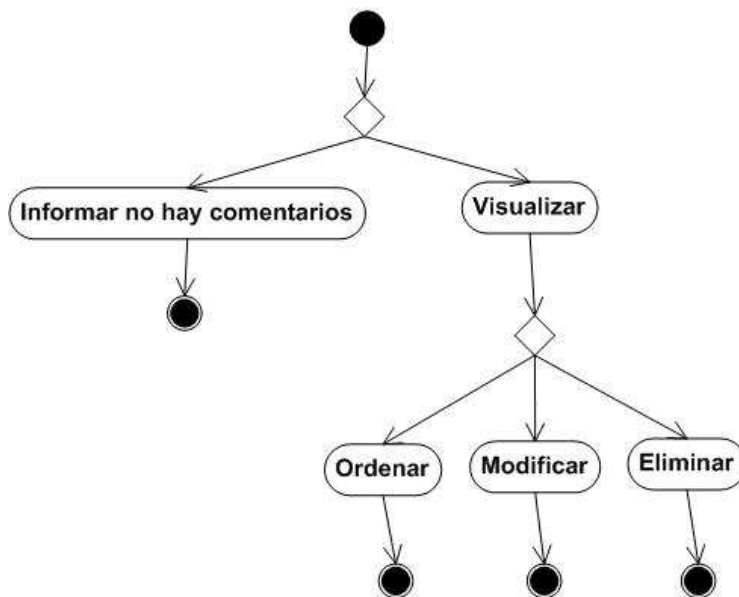 Informar no hay comentarios
Visualizar
Ordenar
Modificar
Eliminar